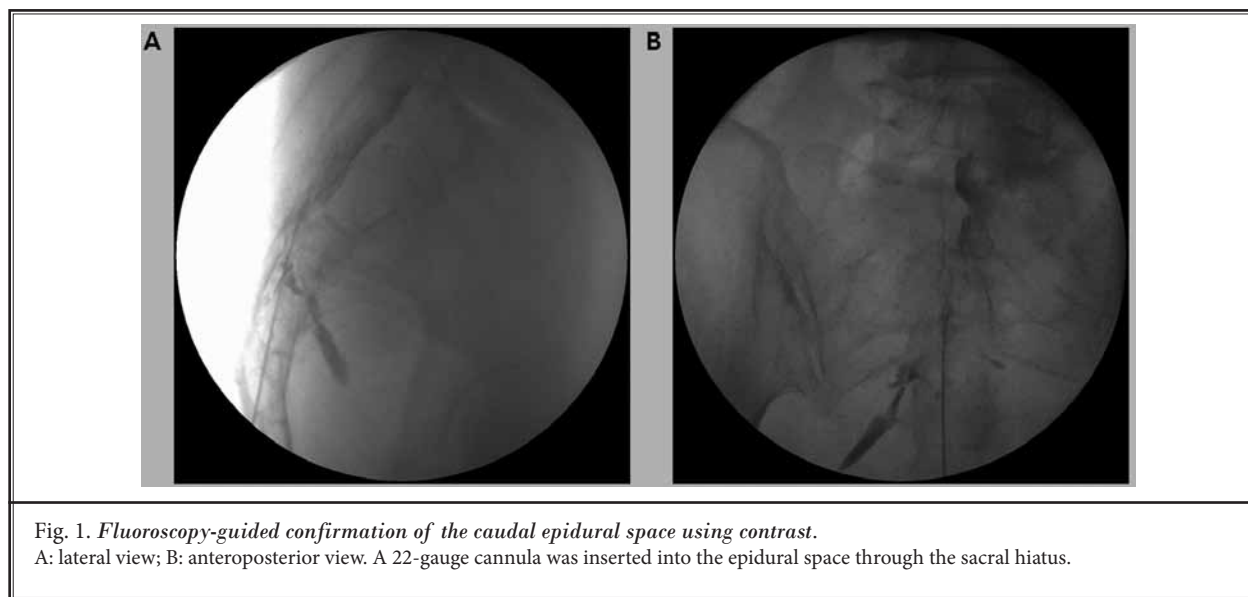 A
B
Fig. 1. Fluoroscopy-guided confirmation of the caudal epidural space using contrast.
A: lateral view; B: anteroposterior view. A 22-gauge cannula was inserted into the epidural space through the sacral hiatus.